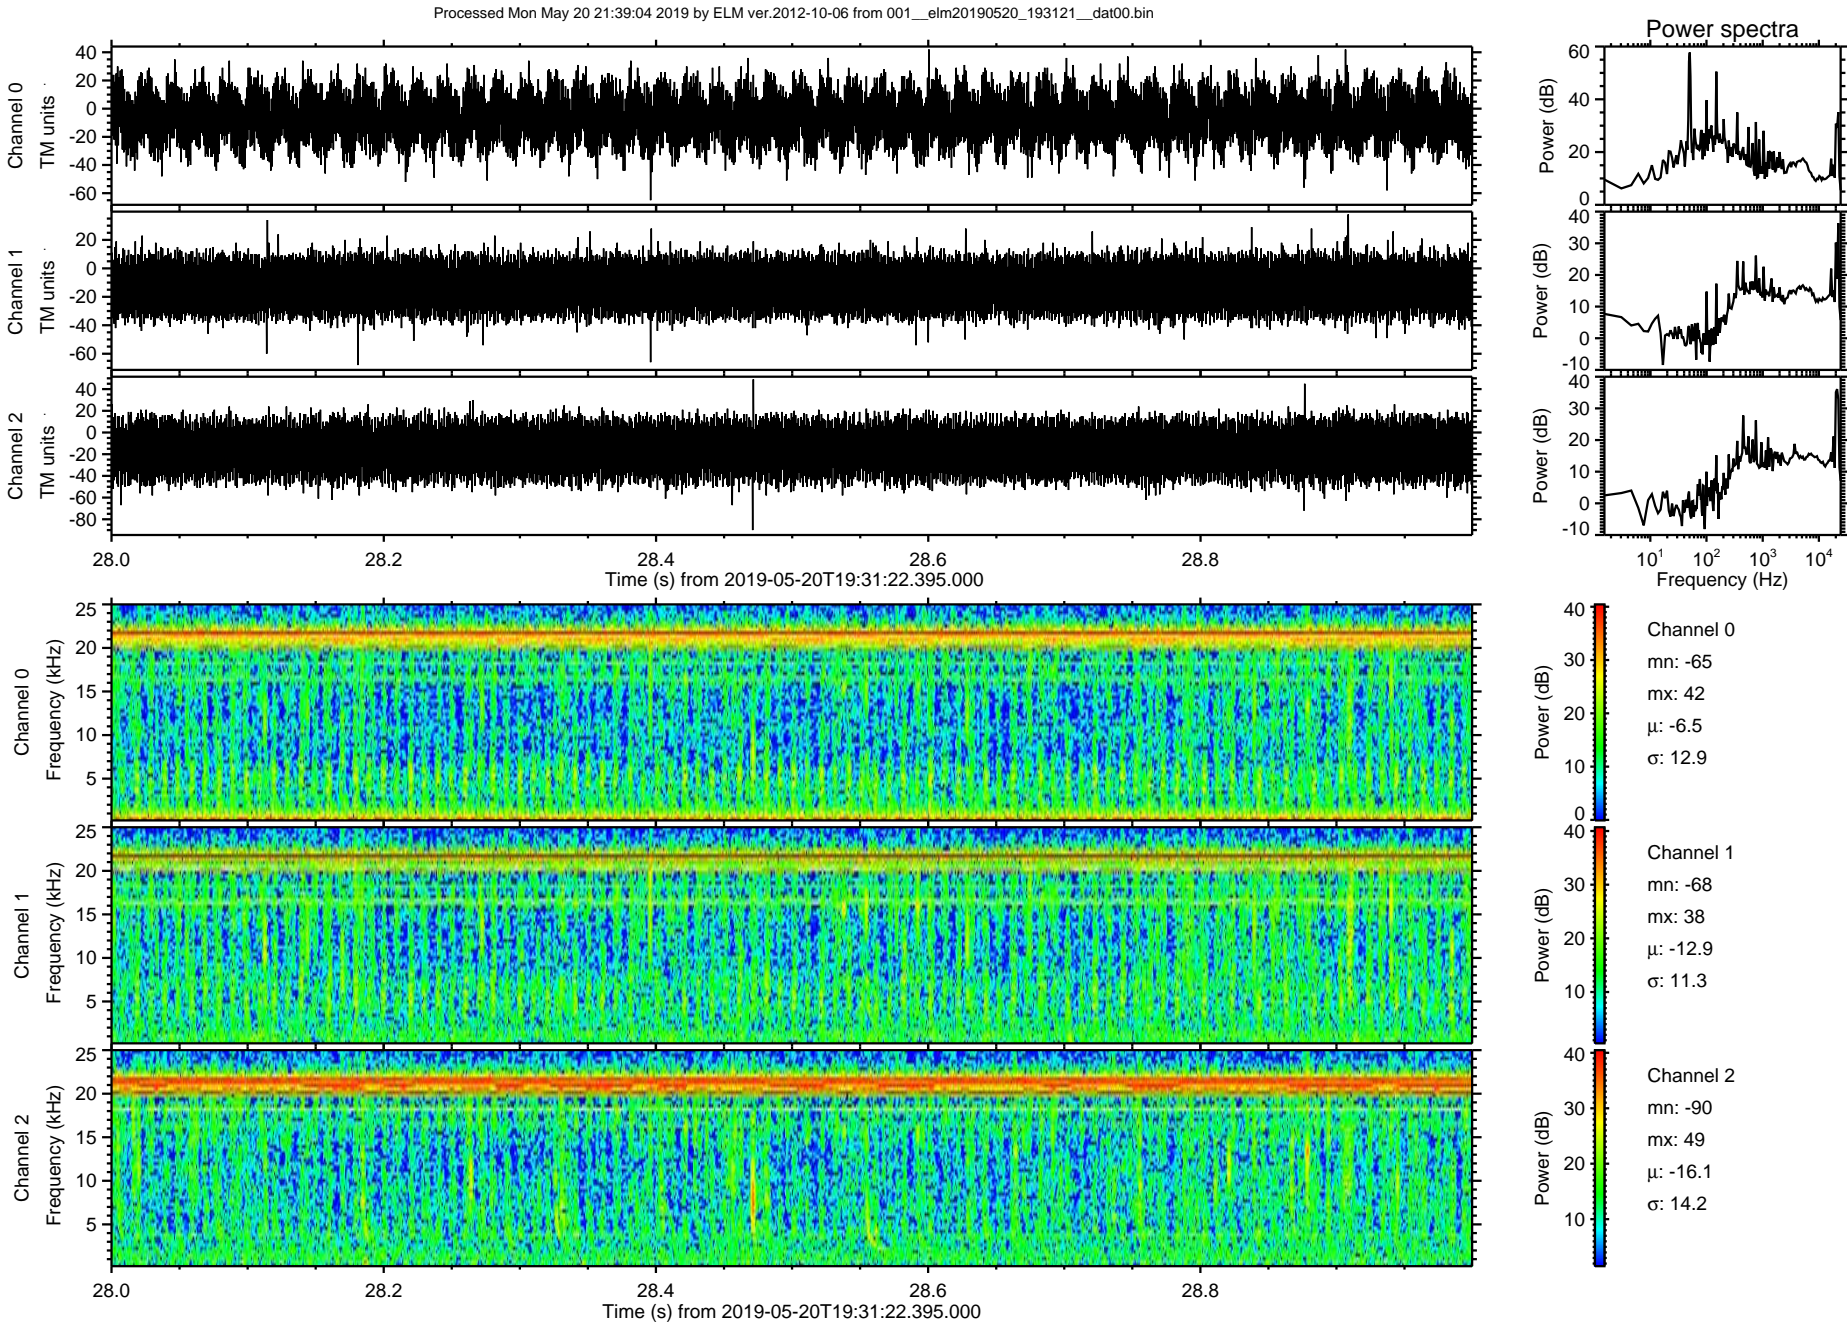 Processed Mon May 20 21:39:04 2019 by ELM ver.2012-10-06 from 001__elm20190520_193121__dat00.bin
Power spectra
Channel 0
TM units
40
20
0
-20
-40
-60
Power (dB)
60
40
20
0
Channel 1
TM units
20
0
-20
-40
-60
Power (dB)
40
30
20
10
0
-10
Channel 2
TM units
40
20
0
-20
-40
-60
-80
Power (dB)
40
30
20
10
0
-10
28.0 28.2 28.4 28.6 28.8
Time (s) from 2019-05-20T19:31:22.395.000
10¹ 10² 10³ 10⁴
Frequency (Hz)
Channel 0
Frequency (kHz)
25
20
15
10
5
Power (dB)
40
30
20
10
0
Channel 0
mn: -65
mx: 42
μ: -6.5
σ: 12.9
Channel 1
Frequency (kHz)
25
20
15
10
5
Power (dB)
40
30
20
10
Channel 1
mn: -68
mx: 38
μ: -12.9
σ: 11.3
Channel 2
Frequency (kHz)
25
20
15
10
5
Power (dB)
40
30
20
10
Channel 2
mn: -90
mx: 49
μ: -16.1
σ: 14.2
28.0 28.2 28.4 28.6 28.8
Time (s) from 2019-05-20T19:31:22.395.000